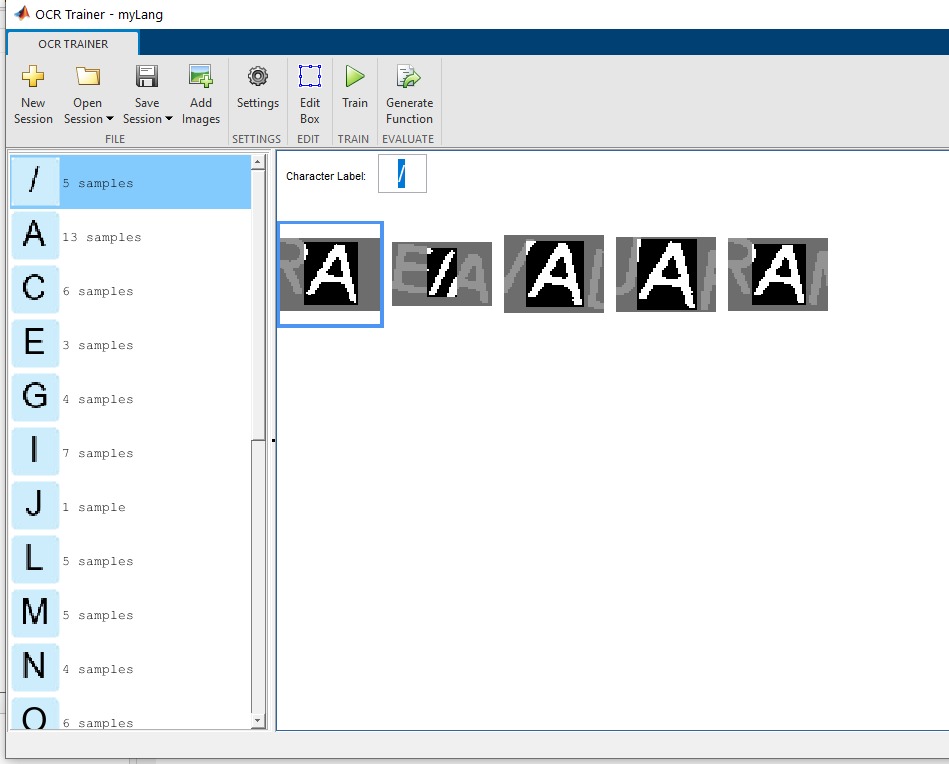 OCR Trainer - myLang
OCR TRAINER
New Session
Open Session
Save Session
Add Images
Settings
Edit Box
Train
Generate Function
FILE
SETTINGS
EDIT
TRAIN
EVALUATE
Character Label: /
/ 5 samples
A 13 samples
C 6 samples
E 3 samples
G 4 samples
I 7 samples
J 1 sample
L 5 samples
M 5 samples
N 4 samples
O 6 samples
R A
E / A
A
U A
R A M